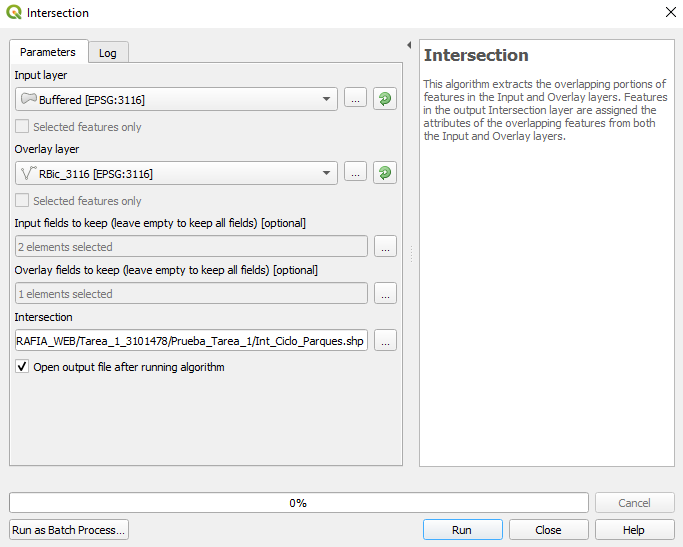 Intersection
Parameters
Log
Input layer
Buffered [EPSG:3116]
...
Selected features only
Overlay layer
RBic_3116 [EPSG:3116]
...
Selected features only
Input fields to keep (leave empty to keep all fields) [optional]
2 elements selected
...
Overlay fields to keep (leave empty to keep all fields) [optional]
1 elements selected
...
Intersection
RAFIA_WEB/Tarea_1_3101478/Prueba_Tarea_1/Int_Ciclo_Parques.shp
...
Open output file after running algorithm
Intersection
This algorithm extracts the overlapping portions of
features in the Input and Overlay layers. Features
in the output Intersection layer are assigned the
attributes of the overlapping features from both
the Input and Overlay layers.
0%
Cancel
Run as Batch Process...
Run
Close
Help